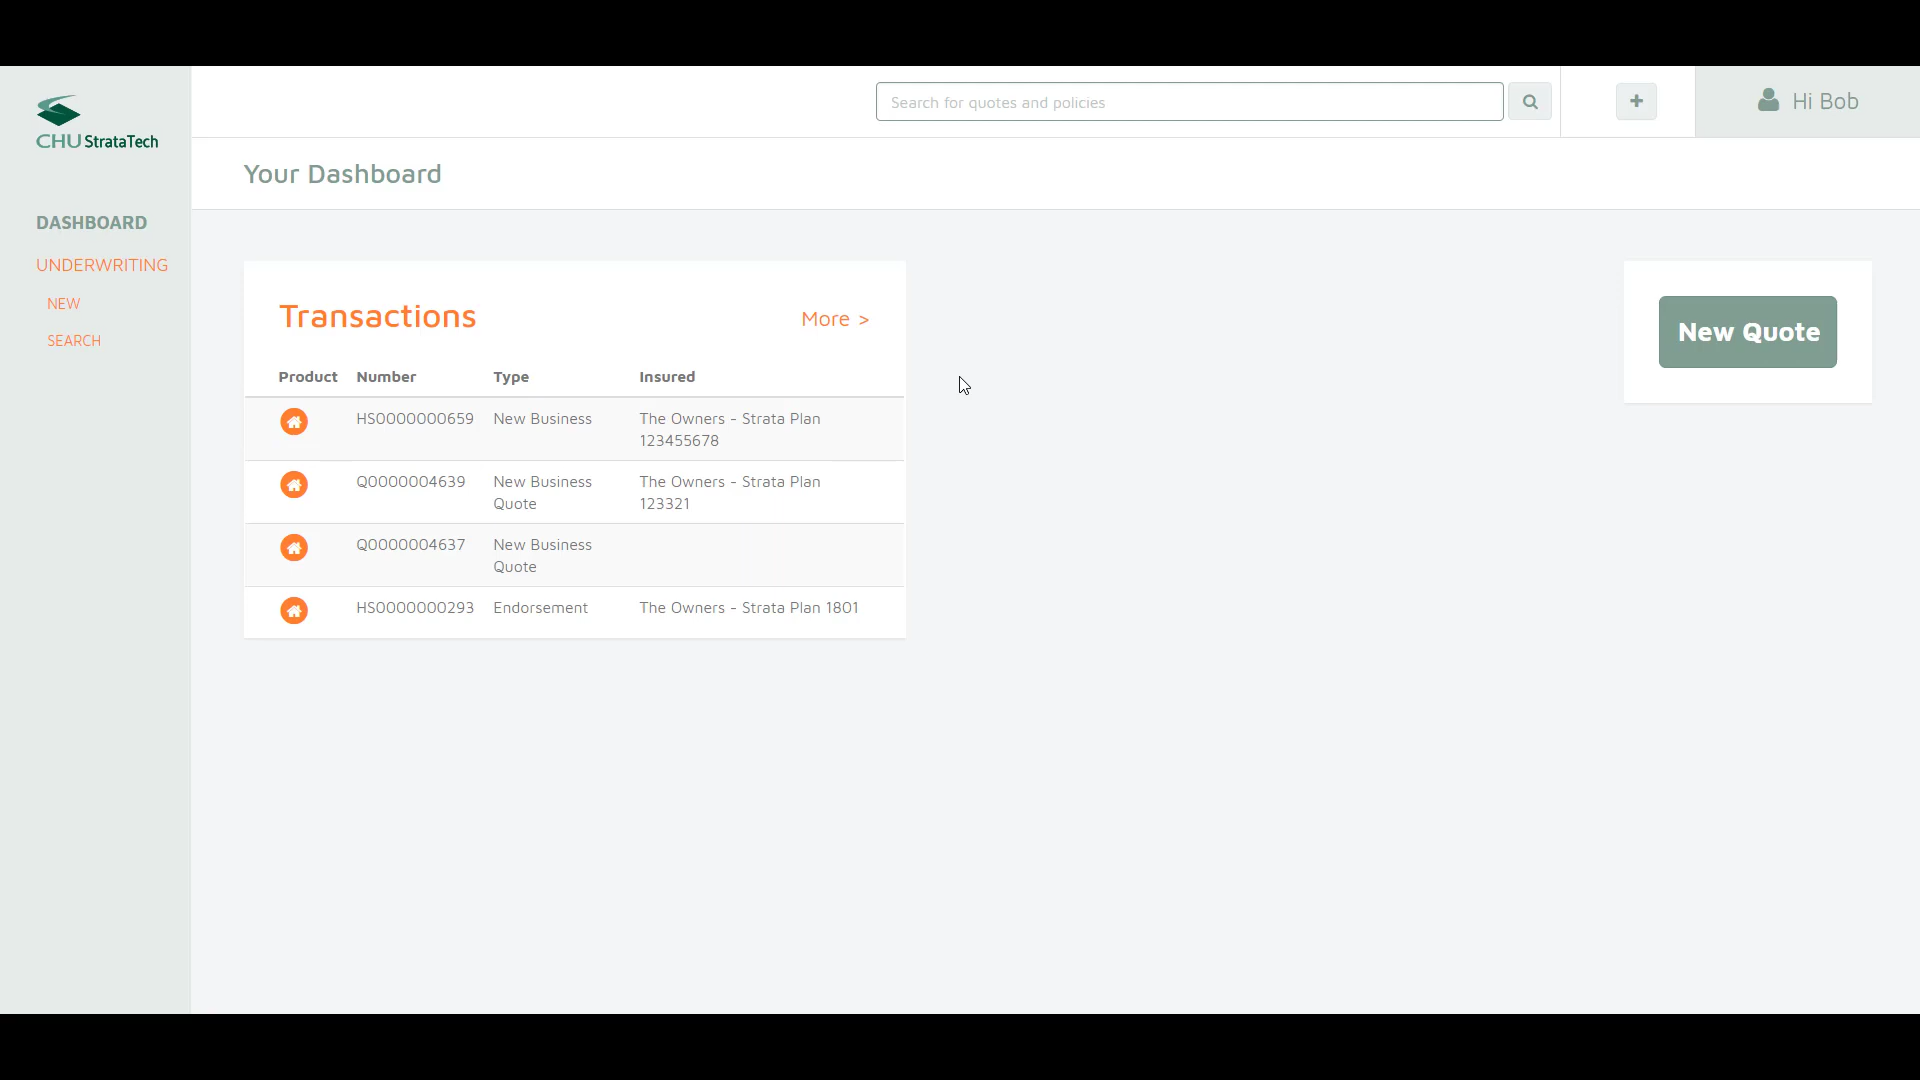 CHU StrataTech
Hi Bob
Search for quotes and policies
Your Dashboard
DASHBOARD
UNDERWRITING
NEW
SEARCH
Transactions
More >
New Quote
Product Number Type Insured
HS0000000659 New Business The Owners - Strata Plan
123455678
Q0000004639 New Business The Owners - Strata Plan
Quote 123321
Q0000004637 New Business
Quote
HS0000000293 Endorsement The Owners - Strata Plan 1801